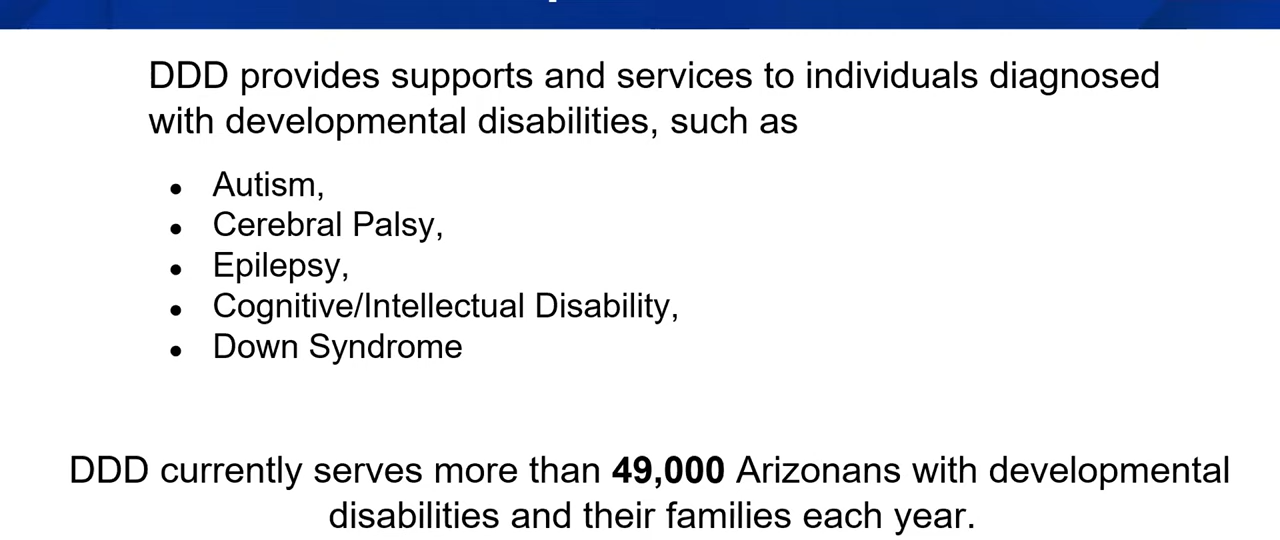 DDD provides supports and services to individuals diagnosed
with developmental disabilities, such as
• Autism,
• Cerebral Palsy,
• Epilepsy,
• Cognitive/Intellectual Disability,
• Down Syndrome
DDD currently serves more than 49,000 Arizonans with developmental
disabilities and their families each year.